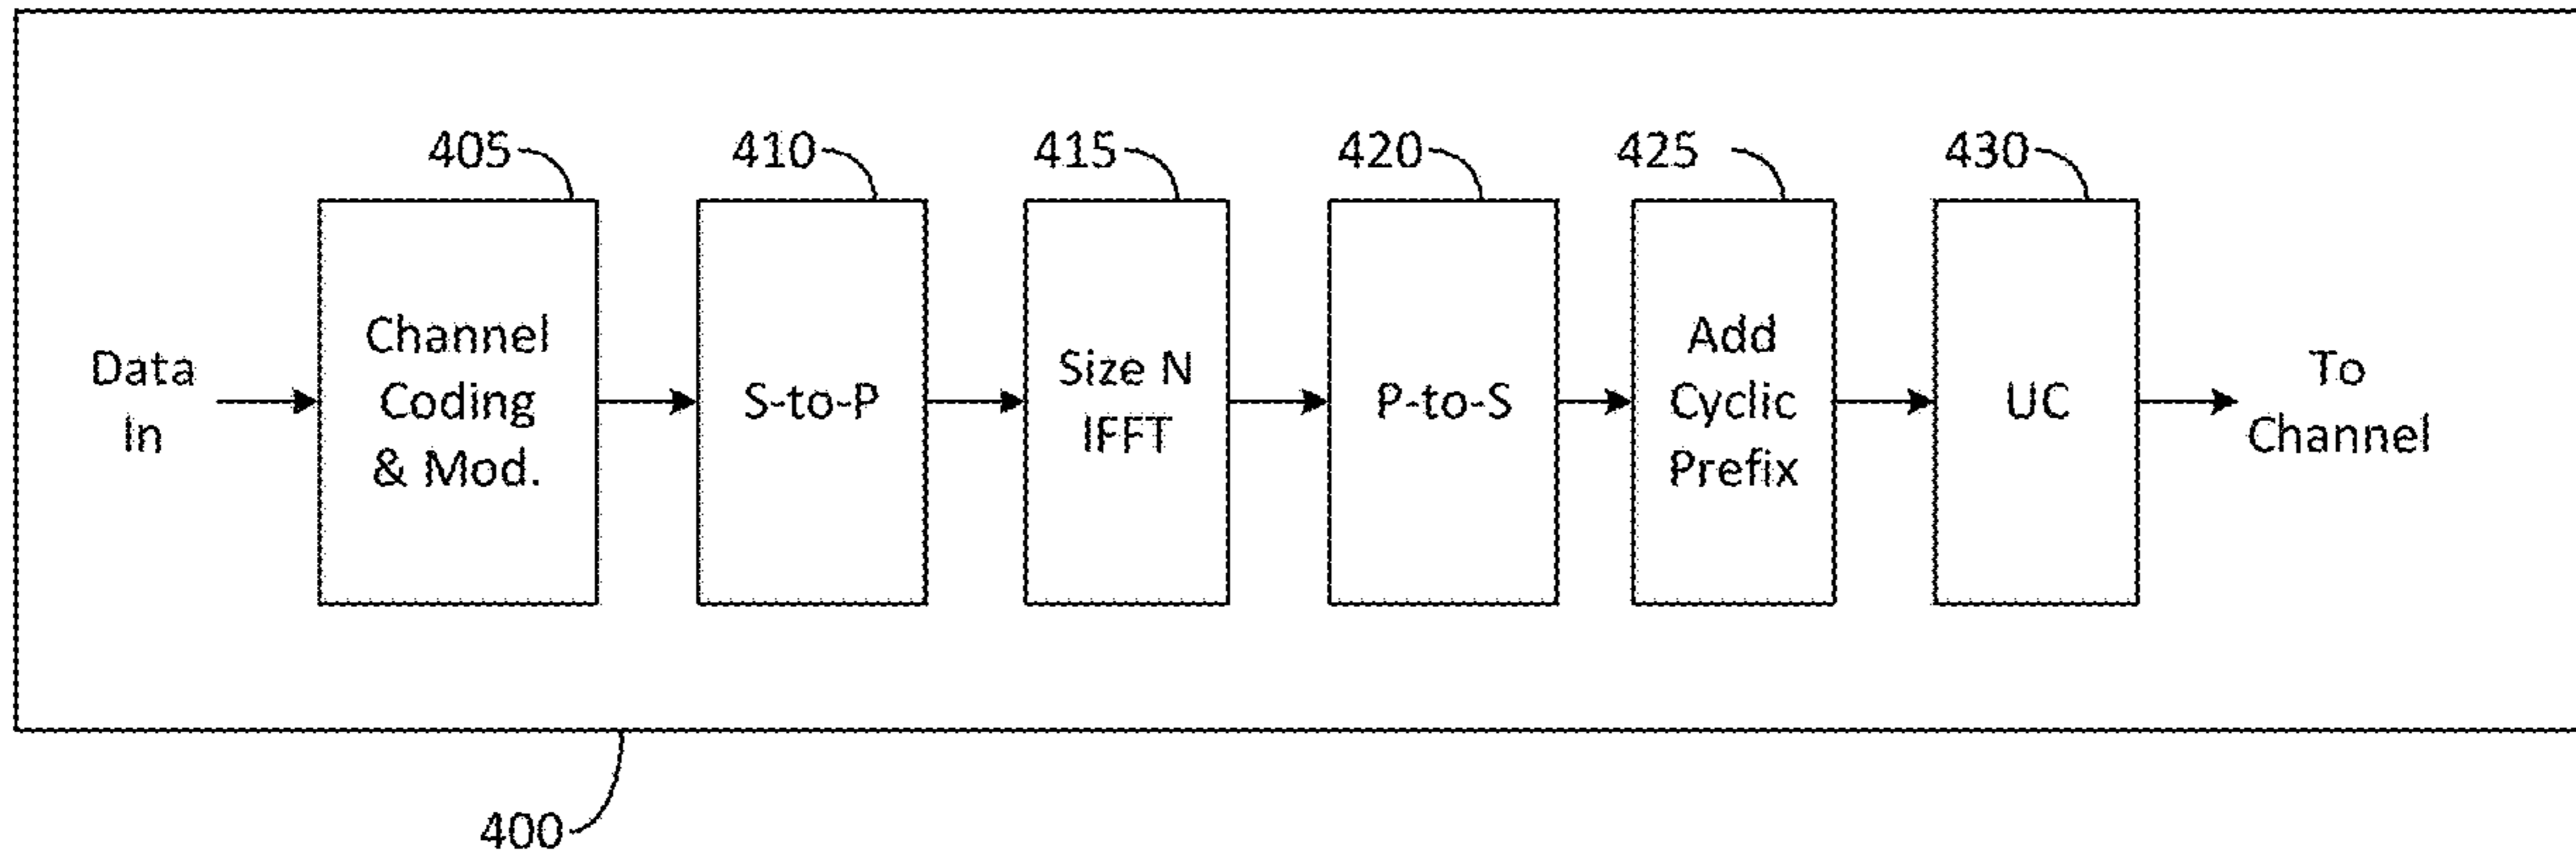 405
410
415
420
425
430
Data
In
Channel
Coding
& Mod.
S-to-P
Size N
IFFT
P-to-S
Add
Cyclic
Prefix
UC
To
Channel
400